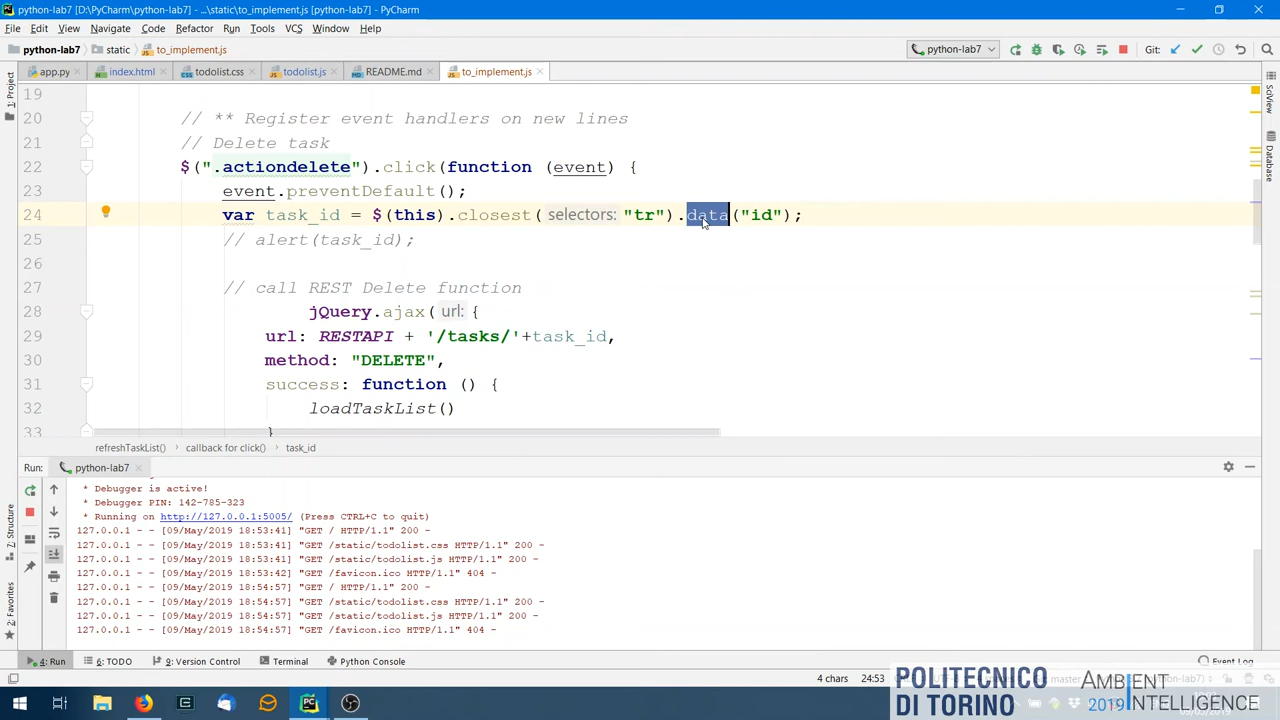 python-lab7 [D:\PyCharm\python-lab7] - ...\static\to_implement.js [python-lab7] - PyCharm
File Edit View Navigate Code Refactor Run Tools VCS Window Help
python-lab7 static to_implement.js python-lab7 Git:
app.py index.html todolist.css todolist.js README.md to_implement.js
1: Project
SciView
Database
19
20 // ** Register event handlers on new lines
21 // Delete task
22 $(".actiondelete").click(function (event) {
23 event.preventDefault();
24 var task_id = $(this).closest( selectors: "tr").data("id");
25 // alert(task_id);
26
27 // call REST Delete function
28 jQuery.ajax( url: {
29 url: RESTAPI + '/tasks/'+task_id,
30 method: "DELETE",
31 success: function () {
32 loadTaskList()
33 }
refreshTaskList() callback for click() task_id
Run: python-lab7
* Debugger is active!
* Debugger PIN: 142-785-323
* Running on http://127.0.0.1:5005/ (Press CTRL+C to quit)
127.0.0.1 - - [09/May/2019 18:53:41] "GET / HTTP/1.1" 200 -
127.0.0.1 - - [09/May/2019 18:53:41] "GET /static/todolist.css HTTP/1.1" 200 -
127.0.0.1 - - [09/May/2019 18:53:41] "GET /static/todolist.js HTTP/1.1" 200 -
127.0.0.1 - - [09/May/2019 18:53:42] "GET /favicon.ico HTTP/1.1" 404 -
127.0.0.1 - - [09/May/2019 18:54:57] "GET / HTTP/1.1" 200 -
127.0.0.1 - - [09/May/2019 18:54:57] "GET /static/todolist.css HTTP/1.1" 200 -
127.0.0.1 - - [09/May/2019 18:54:57] "GET /static/todolist.js HTTP/1.1" 200 -
127.0.0.1 - - [09/May/2019 18:54:57] "GET /favicon.ico HTTP/1.1" 404 -
7: Structure
2: Favorites
4: Run 6: TODO 9: Version Control Terminal Python Console Event Log
4 chars 24:53
POLITECNICO
DI TORINO
AMBIENT
2019 INTELLIGENCE